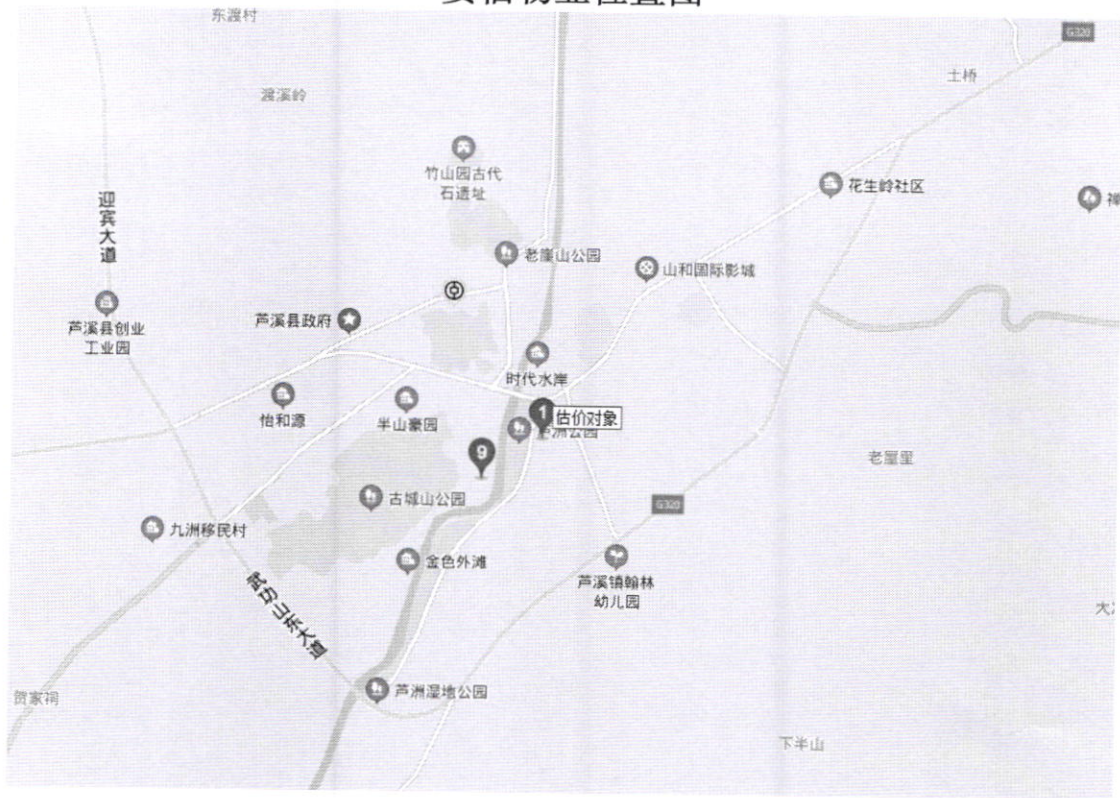 东渡村
G320
土桥
渡溪岭
竹山园古代
石遗址
花生岭社区
禅
迎宾大道
老崖山公园
山和国际影城
芦溪县创业
工业园
芦溪县政府
时代水岸
怡和源
半山豪园
1
估价对象
芦洲公园
9
老屋里
古城山公园
G320
九洲移民村
金色外滩
芦溪镇翰林
幼儿园
武功山东大道
芦洲湿地公园
贺家祠
下半山